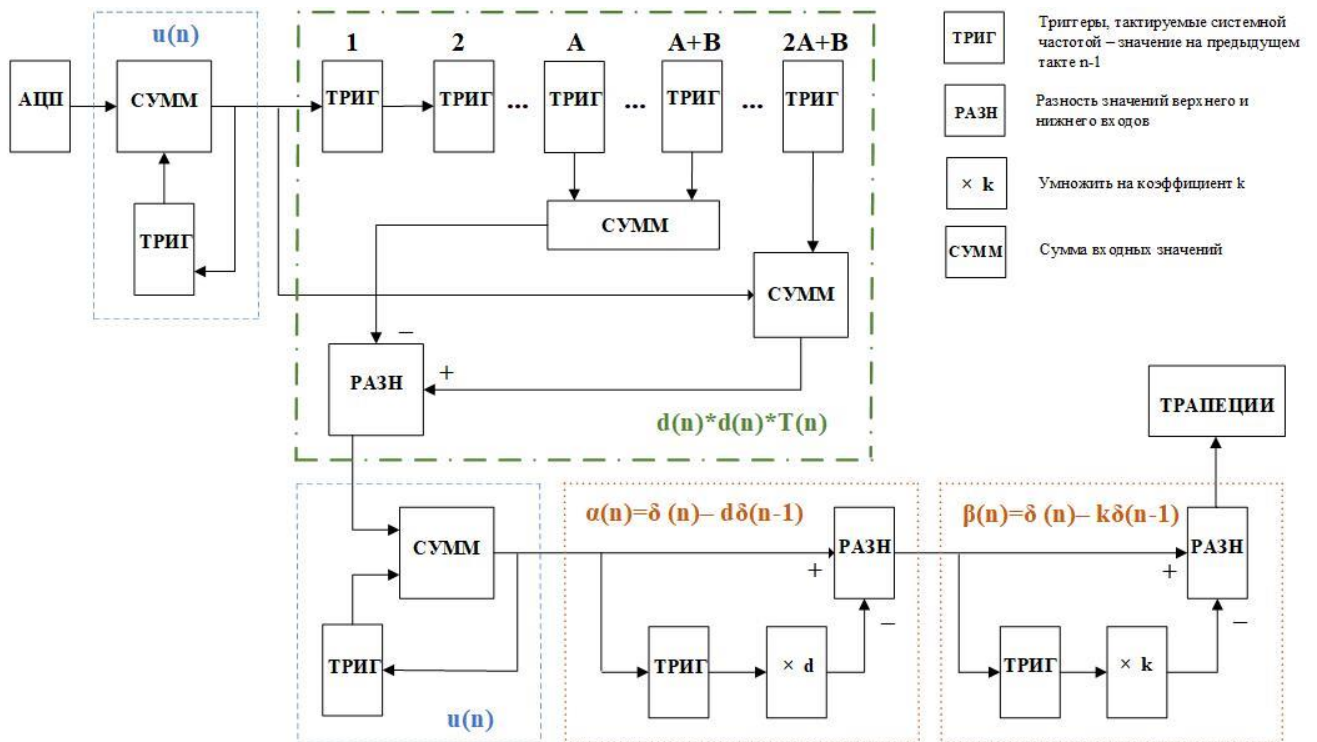 u(n)
АЦП
СУММ
ТРИГ
1 2 A A+B 2A+B
ТРИГ ТРИГ ... ТРИГ ... ТРИГ ... ТРИГ
СУММ
СУММ
–
РАЗН
+
d(n)*d(n)*T(n)
ТРИГ
Триггеры, тактируемые системной
частотой – значение на предыдущем
такте n-1
РАЗН
Разность значений верхнего и
нижнего входов
× k
Умножить на коэффициент k
СУММ
Сумма входных значений
СУММ
ТРИГ
u(n)
α(n)=δ (n)– dδ(n-1)
РАЗН
+
–
ТРИГ
× d
β(n)=δ (n)– kδ(n-1)
РАЗН
+
–
ТРИГ
× k
ТРАПЕЦИИ